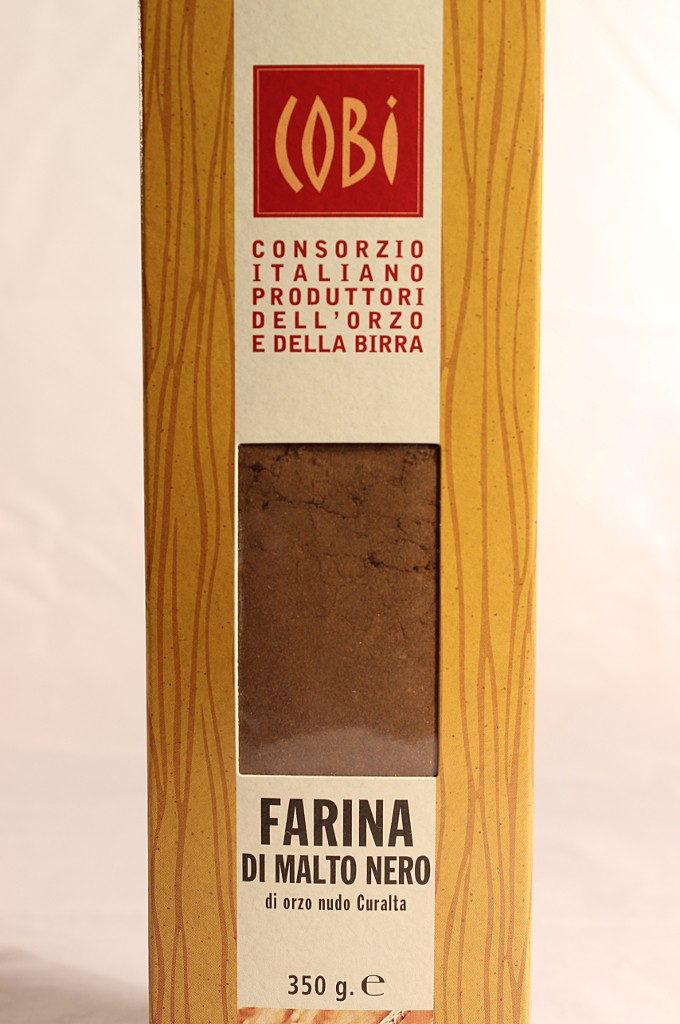 COBi
CONSORZIO
ITALIANO
PRODUTTORI
DELL'ORZO
E DELLA BIRRA
FARINA
DI MALTO NERO
di orzo nudo Curalta
350 g. ℮